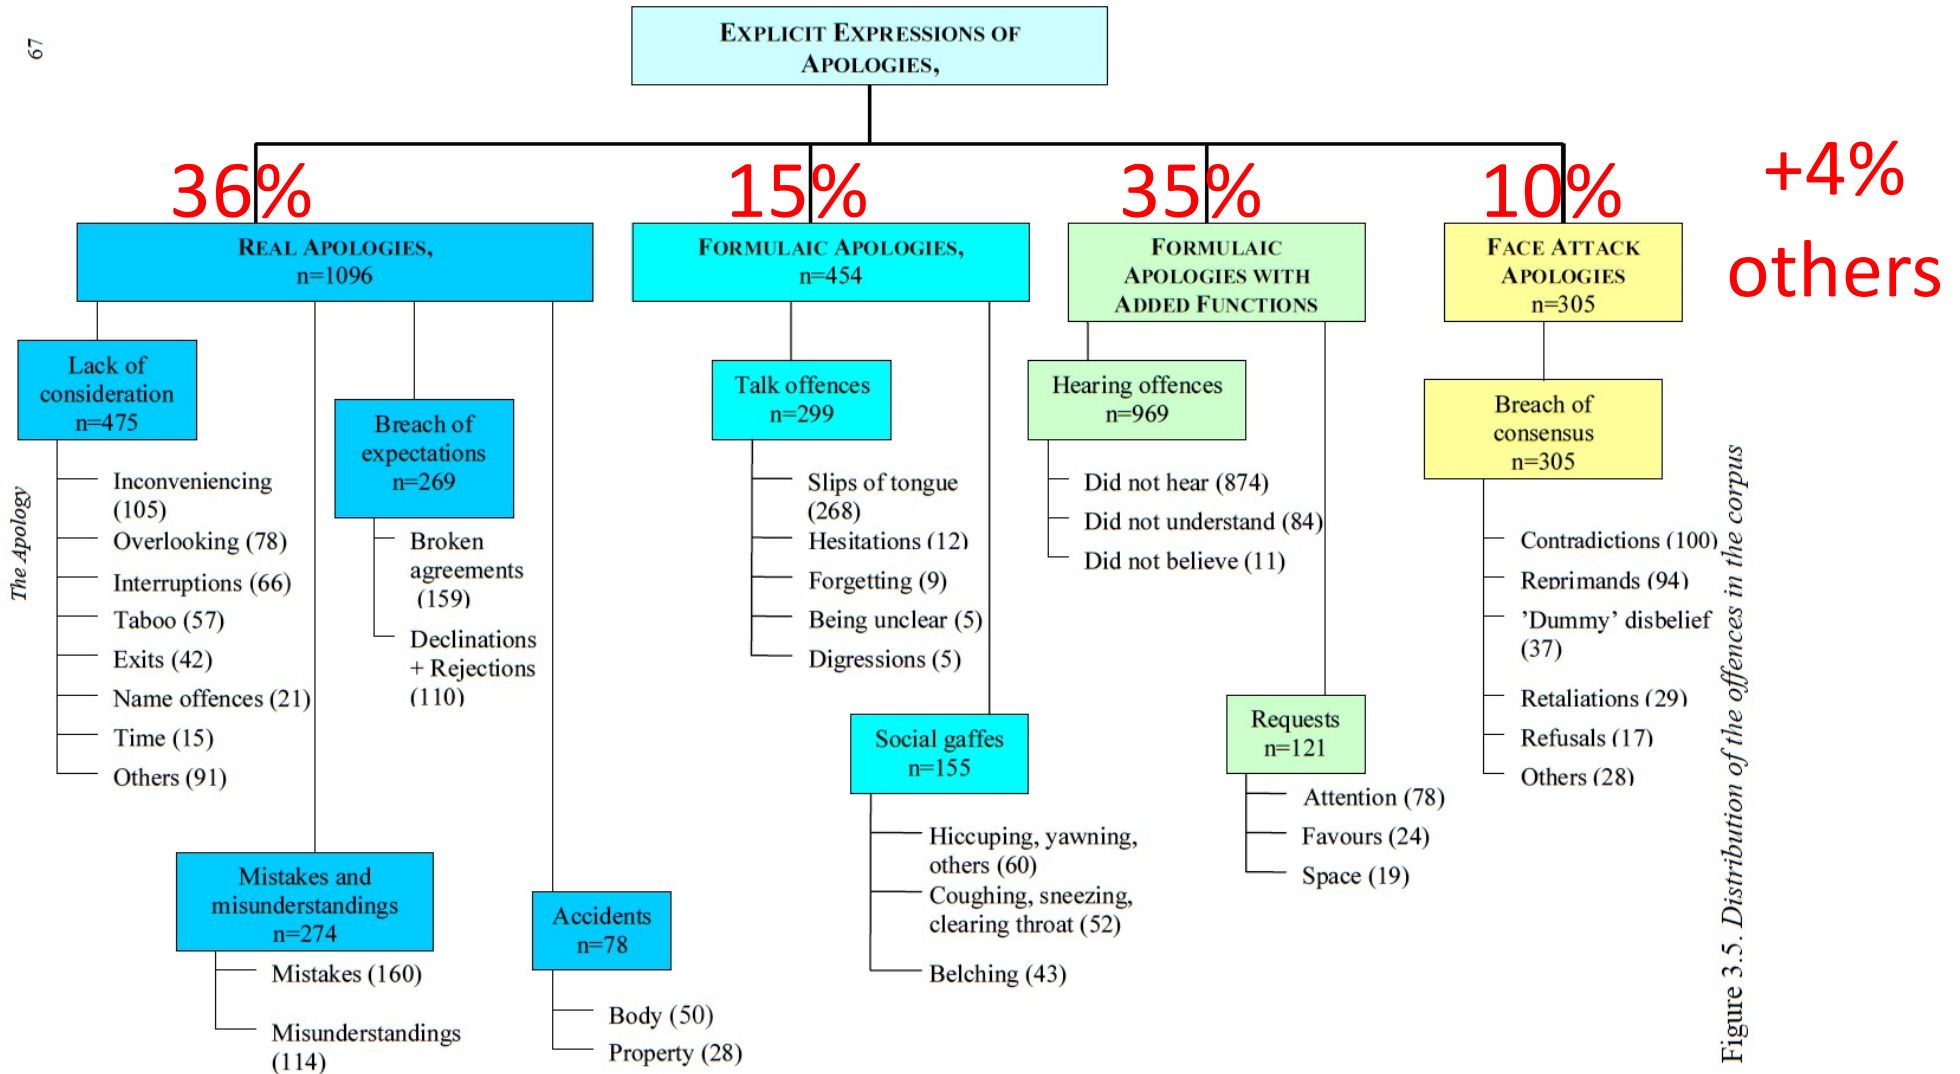 67
The Apology
EXPLICIT EXPRESSIONS OF
APOLOGIES,
36%
15%
35%
10%
+4%
others
REAL APOLOGIES,
n=1096
Lack of
consideration
n=475
Inconveniencing
(105)
Overlooking (78)
Interruptions (66)
Taboo (57)
Exits (42)
Name offences (21)
Time (15)
Others (91)
Breach of
expectations
n=269
Broken
agreements
(159)
Declinations
+ Rejections
(110)
Mistakes and
misunderstandings
n=274
Mistakes (160)
Misunderstandings
(114)
Accidents
n=78
Body (50)
Property (28)
FORMULAIC APOLOGIES,
n=454
Talk offences
n=299
Slips of tongue
(268)
Hesitations (12)
Forgetting (9)
Being unclear (5)
Digressions (5)
Social gaffes
n=155
Hiccuping, yawning,
others (60)
Coughing, sneezing,
clearing throat (52)
Belching (43)
FORMULAIC
APOLOGIES WITH
ADDED FUNCTIONS
Hearing offences
n=969
Did not hear (874)
Did not understand (84)
Did not believe (11)
Requests
n=121
Attention (78)
Favours (24)
Space (19)
FACE ATTACK
APOLOGIES
n=305
Breach of
consensus
n=305
Contradictions (100)
Reprimands (94)
’Dummy’ disbelief
(37)
Retaliations (29)
Refusals (17)
Others (28)
Figure 3.5. Distribution of the offences in the corpus